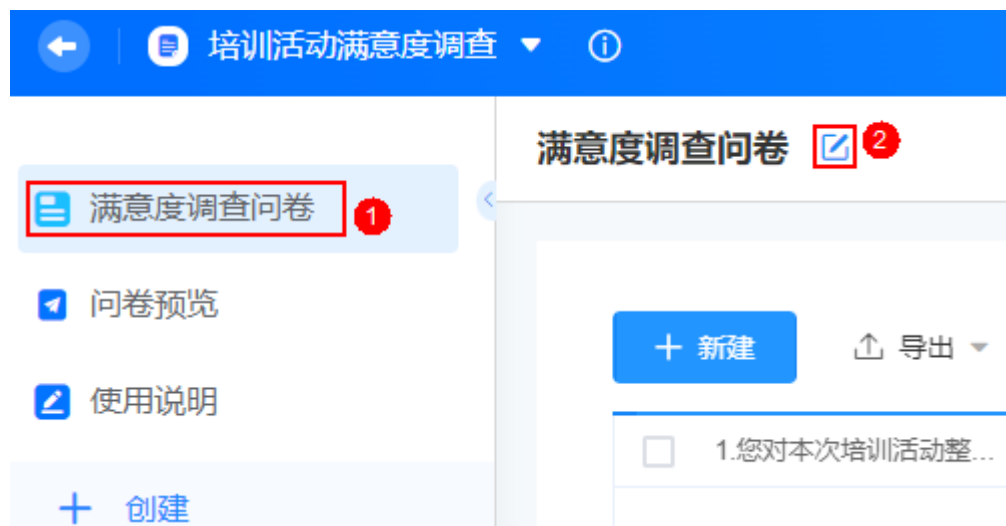 培训活动满意度调查
满意度调查问卷 1
问卷预览
使用说明
创建
满意度调查问卷 2
新建 导出
1.您对本次培训活动整...